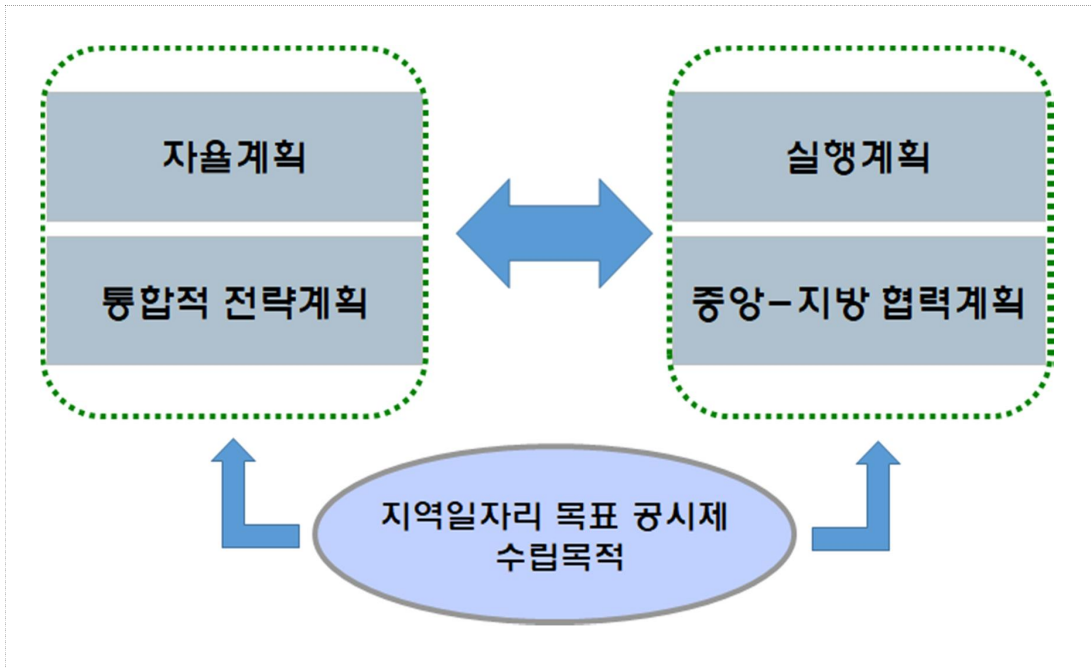 자율계획
통합적 전략계획
실행계획
중앙-지방 협력계획
지역일자리 목표 공시제
수립목적